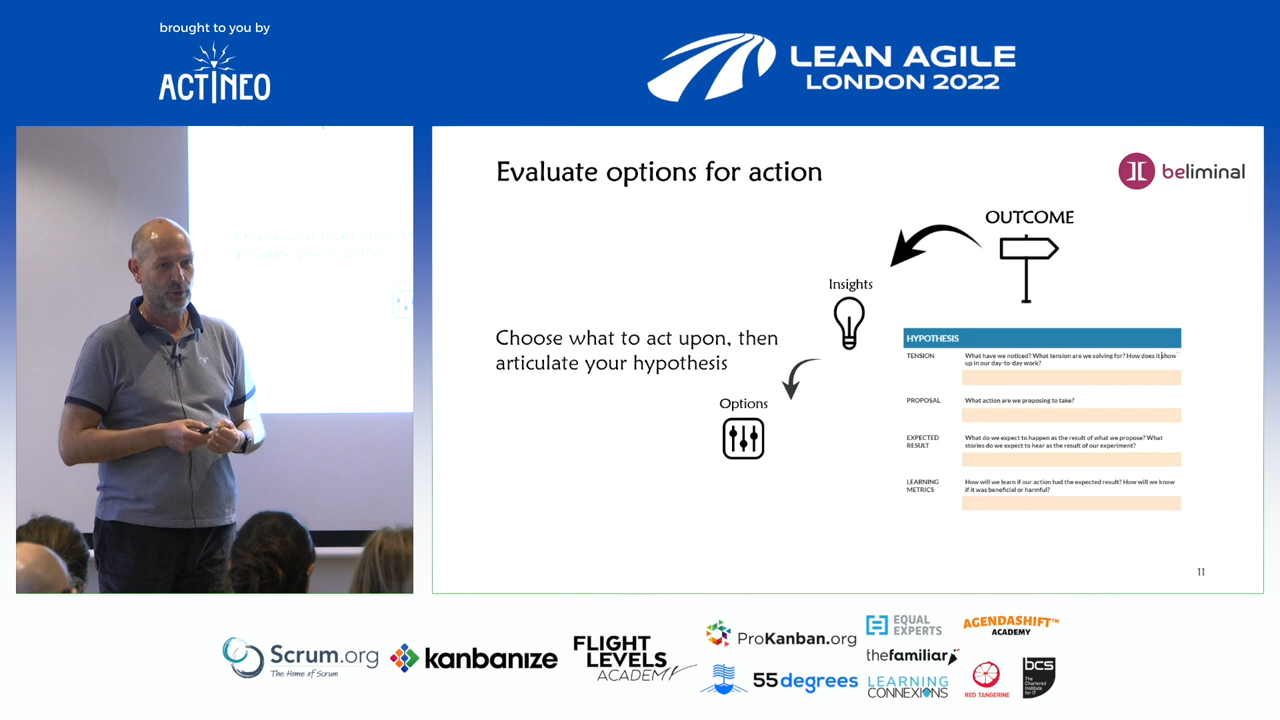 brought to you by
ACTINEO
LEAN AGILE
LONDON 2022
Evaluate options for action
beliminal
OUTCOME
Insights
Choose what to act upon, then
articulate your hypothesis
Options
HYPOTHESIS
TENSION
What have we noticed? What tension are we solving for? How does it show
up in our day-to-day work?
PROPOSAL
What action are we proposing to take?
EXPECTED
RESULT
What do we expect to happen as the result of what we propose? What
stories do we expect to hear as the result of our experiment?
LEARNING
METRICS
How will we learn if our action had the expected result? How will we know
if it was beneficial or harmful?
11
Scrum.org
The Home of Scrum
kanbanize
FLIGHT
LEVELS
ACADEMY
ProKanban.org
55degrees
EQUAL
EXPERTS
thefamiliar
LEARNING
CONNEXIONS
AGENDASHIFT™
ACADEMY
RED TANGERINE
bcs
The
Chartered
Institute
for IT